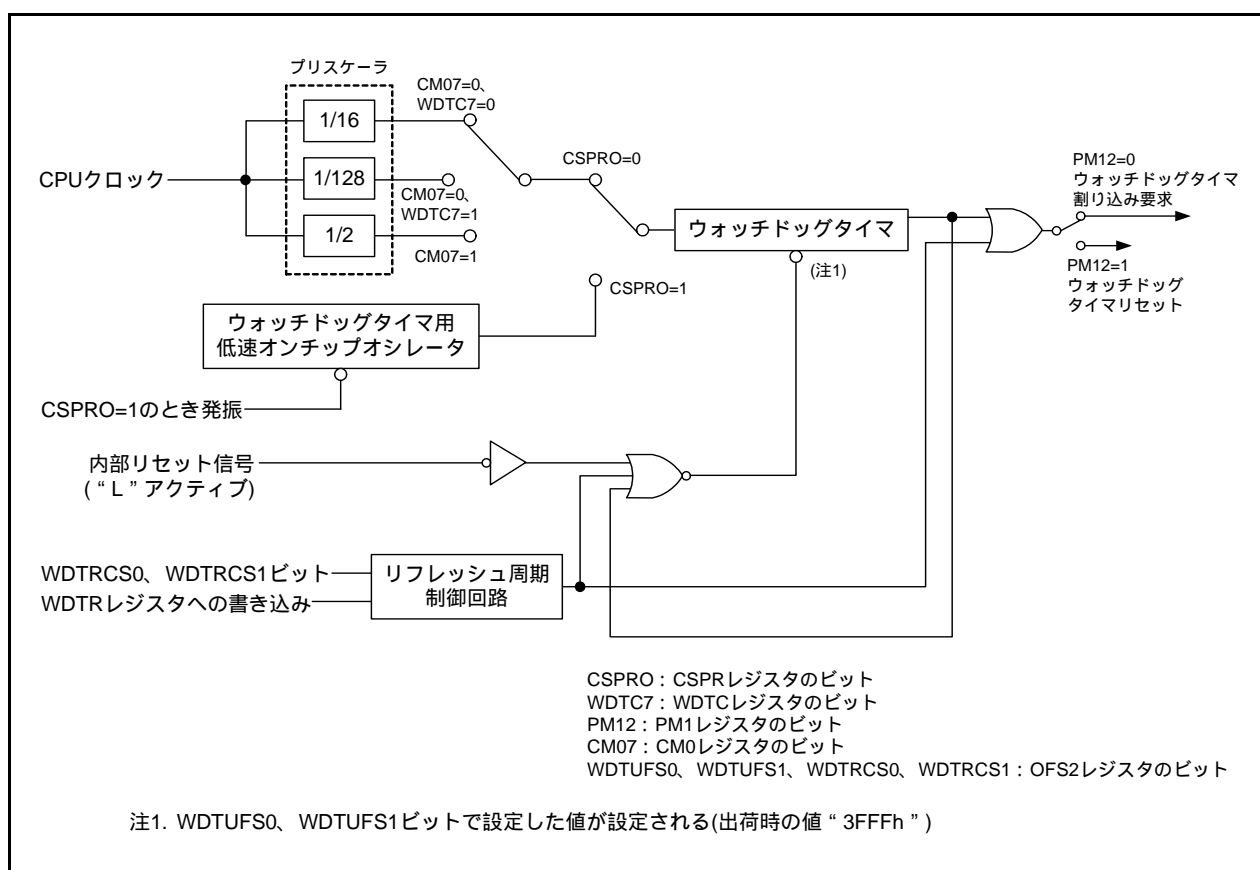 プリスケーラ
CM07=0、
WDTC7=0
1/16
CSPRO=0
PM12=0
ウォッチドッグタイマ
割り込み要求
CPUクロック
1/128
CM07=0、
WDTC7=1
1/2
CM07=1
ウォッチドッグタイマ
(注1)
PM12=1
ウォッチドッグ
タイマリセット
CSPRO=1
ウォッチドッグタイマ用
低速オンチップオシレータ
CSPRO=1のとき発振
内部リセット信号
(“L”アクティブ)
WDTRCS0、WDTRCS1ビット
WDTRレジスタへの書き込み
リフレッシュ周期
制御回路
CSPRO：CSPRレジスタのビット
WDTC7：WDTCレジスタのビット
PM12：PM1レジスタのビット
CM07：CM0レジスタのビット
WDTUFS0、WDTUFS1、WDTRCS0、WDTRCS1：OFS2レジスタのビット
注1. WDTUFS0、WDTUFS1ビットで設定した値が設定される(出荷時の値“3FFFh”)